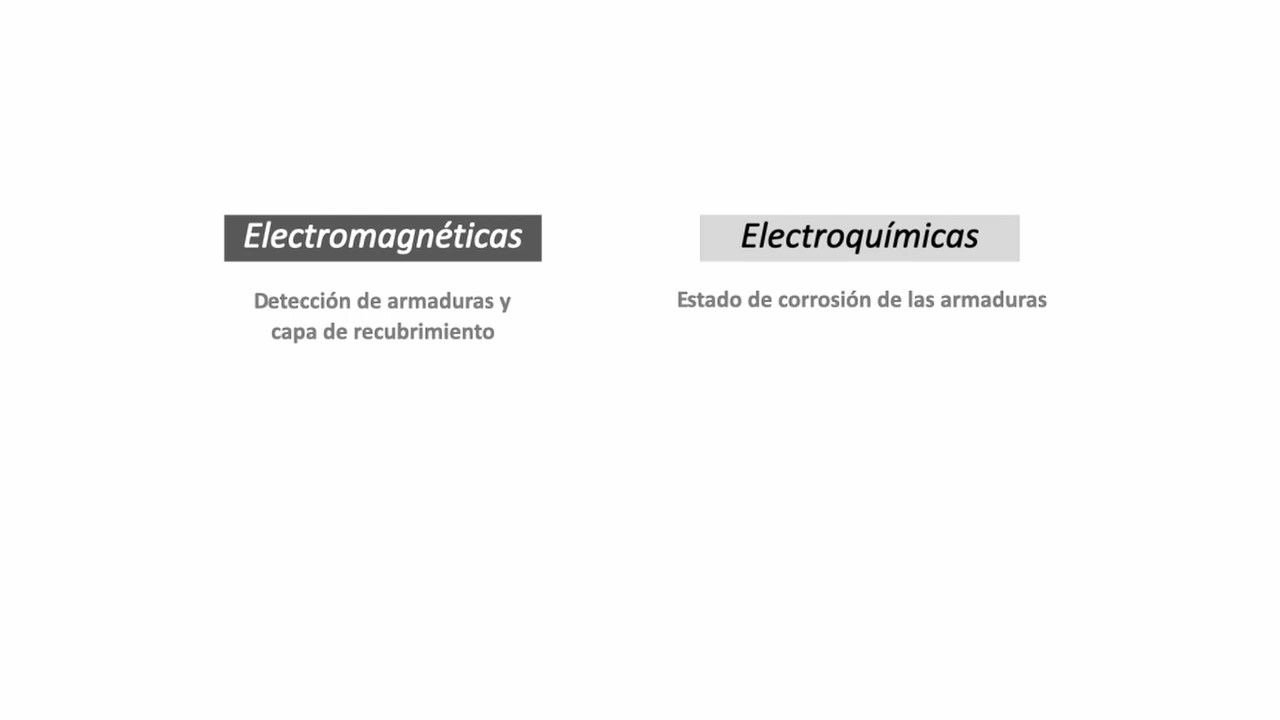 Electromagnéticas
Detección de armaduras y
capa de recubrimiento
Electroquímicas
Estado de corrosión de las armaduras